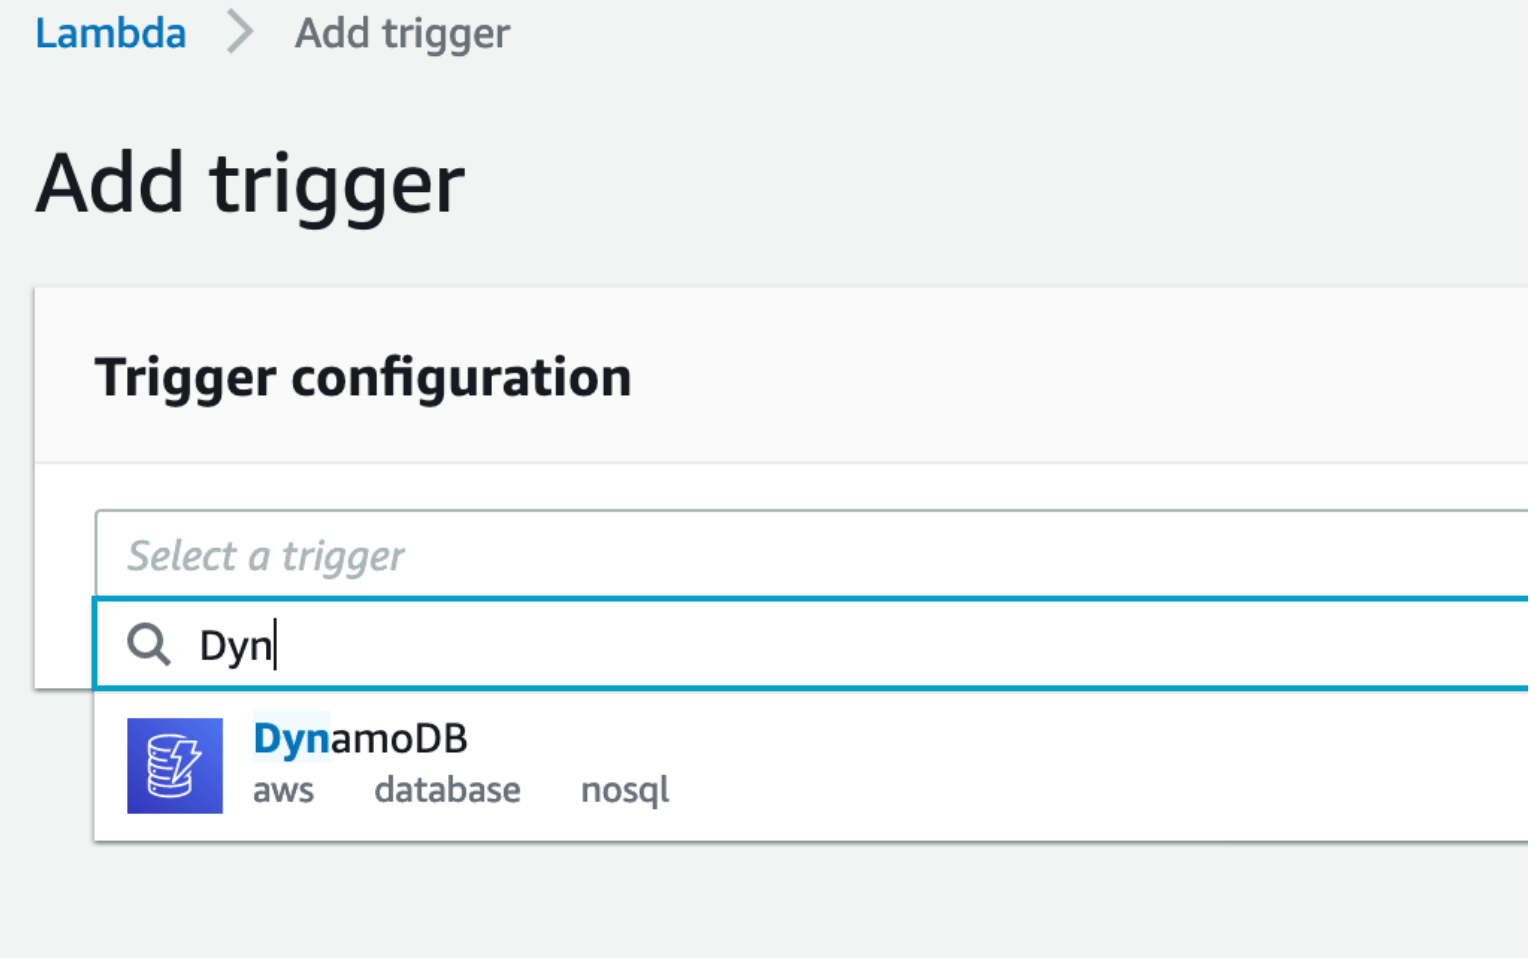 Lambda Add trigger
Add trigger
Trigger configuration
Select a trigger
Dyn
DynamoDB
aws database nosql